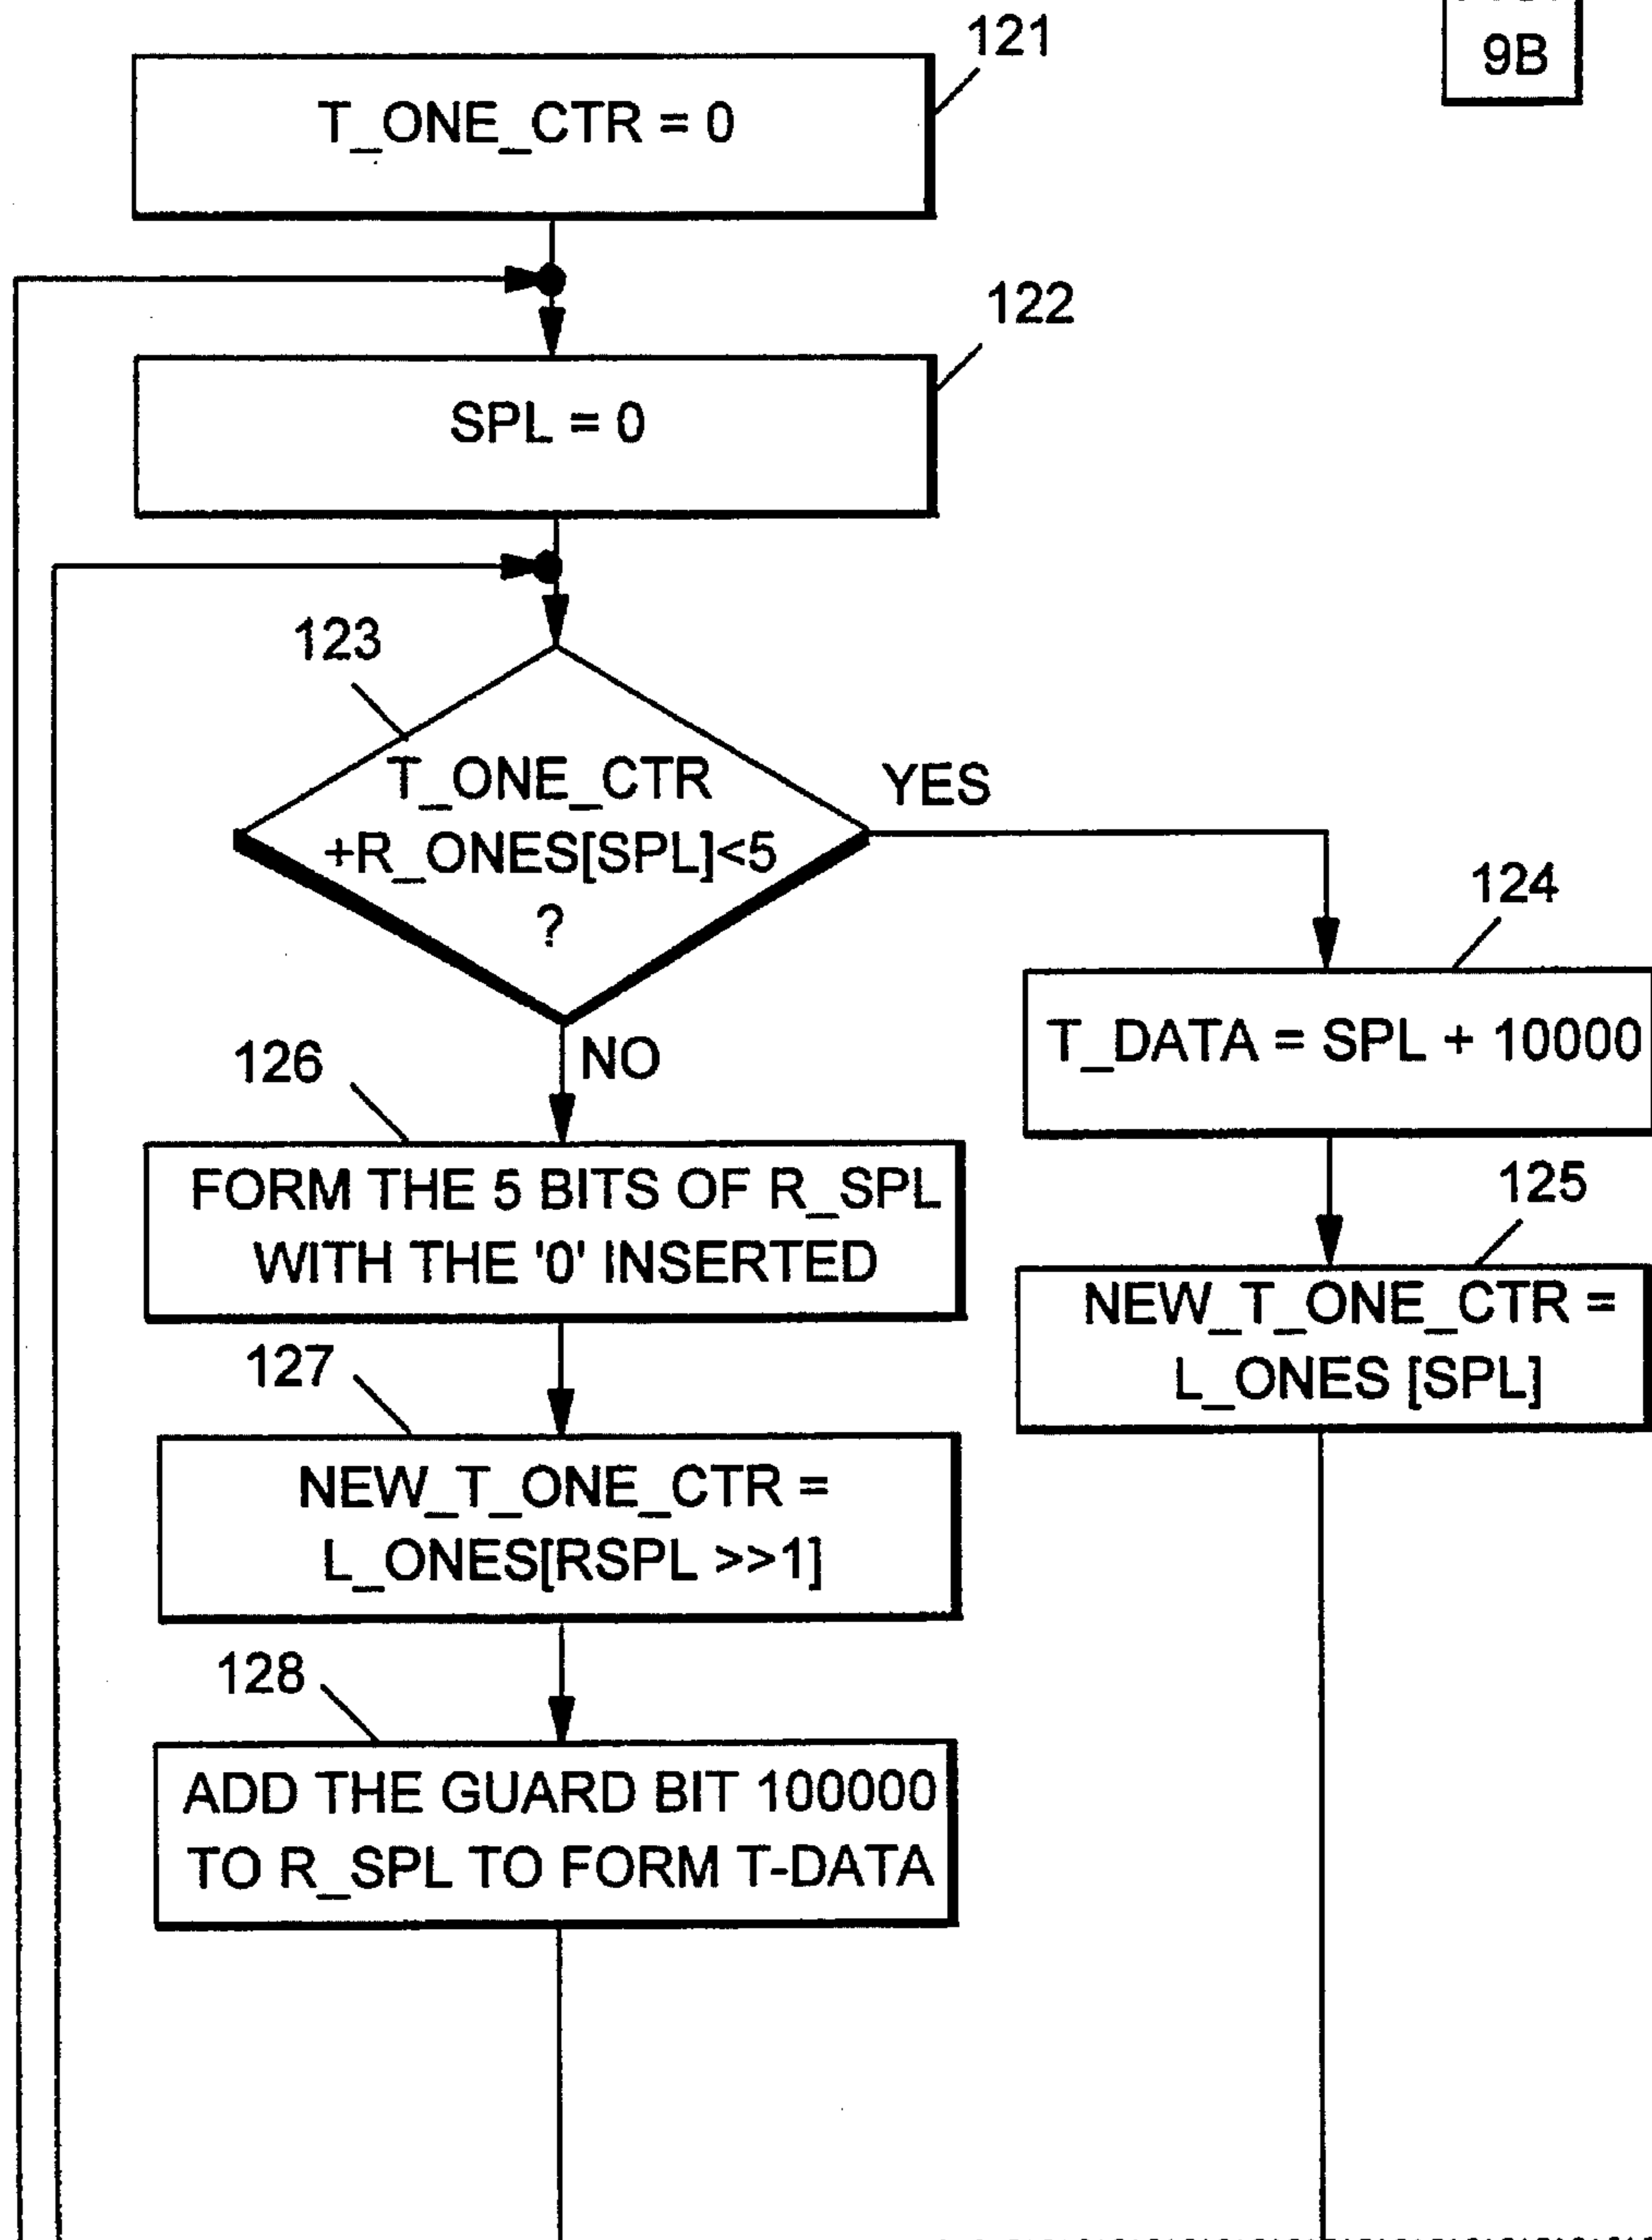 9B
121
T_ONE_CTR = 0
122
SPL = 0
123
T_ONE_CTR
+R_ONES[SPL]<5
?
YES
NO
124
T_DATA = SPL + 10000
125
NEW_T_ONE_CTR =
L_ONES [SPL]
126
FORM THE 5 BITS OF R_SPL
WITH THE '0' INSERTED
127
NEW_T_ONE_CTR =
L_ONES[RSPL >>1]
128
ADD THE GUARD BIT 100000
TO R_SPL TO FORM T-DATA